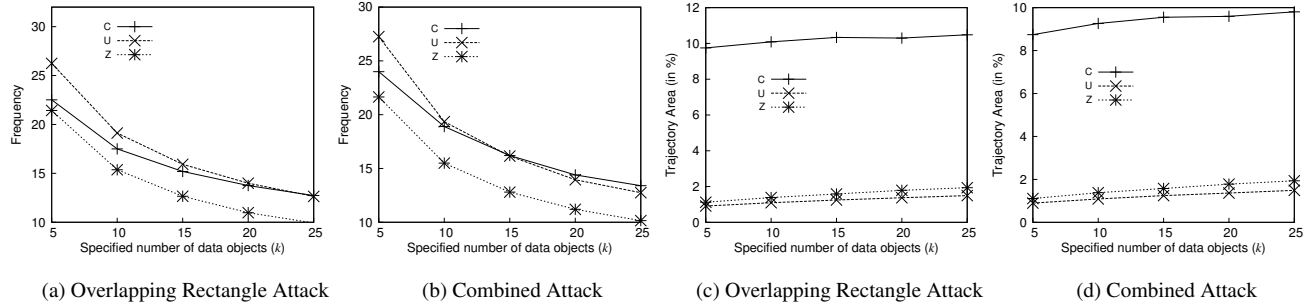 30
25
20
15
10
5 10 15 20 25
Frequency
Specified number of data objects (k)
C
U
Z
(a) Overlapping Rectangle Attack
30
25
20
15
10
5 10 15 20 25
Frequency
Specified number of data objects (k)
C
U
Z
(b) Combined Attack
12
10
8
6
4
2
0
5 10 15 20 25
Trajectory Area (in %)
Specified number of data objects (k)
C
U
Z
(c) Overlapping Rectangle Attack
10
8
6
4
2
0
5 10 15 20 25
Trajectory Area (in %)
Specified number of data objects (k)
C
U
Z
(d) Combined Attack